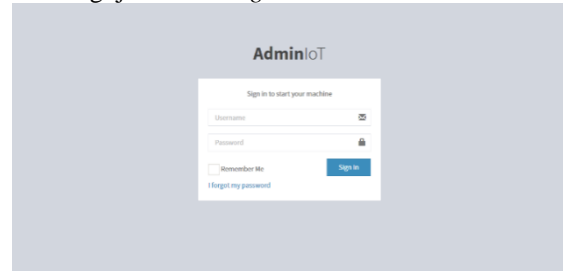 AdminIoT
Sign in to start your machine
Username
Password
Remember Me
Sign In
I forgot my password